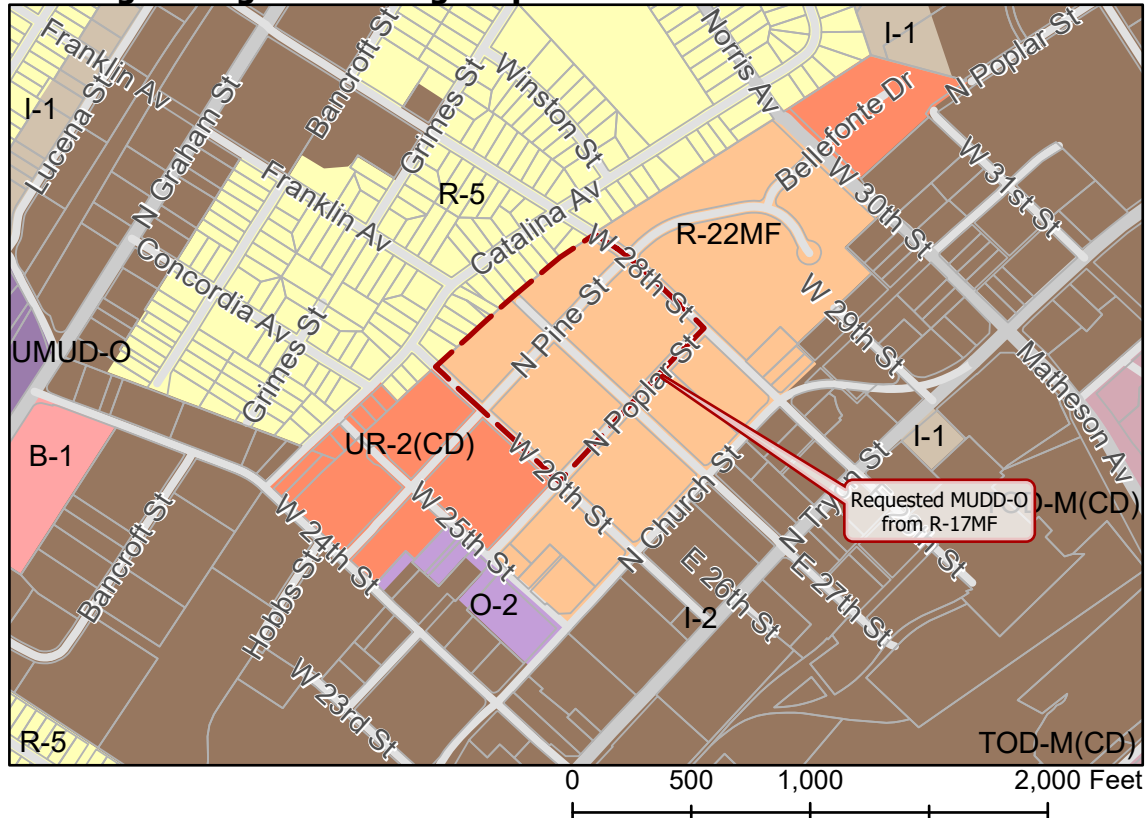 Franklin Av
Bancroft St
Norris Av
I-1
N Poplar St
Grimes St
Winston St
I-1
Lucena St
N Graham St
Bellefonte Dr
Franklin Av
R-5
Catalina Av
W 30th St
W 31st St
R-22MF
Concordia Av
W 28th St
N Pine St
W 29th St
UMUD-O
Grimes St
N Poplar St
Matheson Av
B-1
UR-2(CD)
W 26th St
I-1
Requested MUDD-O
from R-17MF
TOD-M(CD)
W 25th St
W 24th St
N Church St
N Tryon St
Bancroft St
Hobbs St
O-2
E 26th St
E 27th St
I-2
W 23rd St
R-5
TOD-M(CD)
0 500 1,000 2,000 Feet